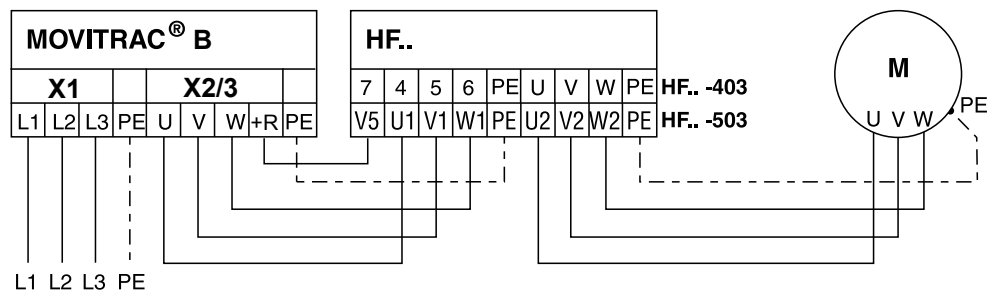 MOVITRAC® B
HF..
M
X1 X2/3
7 4 5 6 PE U V W PE HF.. -403
L1 L2 L3 PE U V W +R PE
V5 U1 V1 W1 PE U2 V2 W2 PE HF.. -503
U V W PE
L1 L2 L3 PE